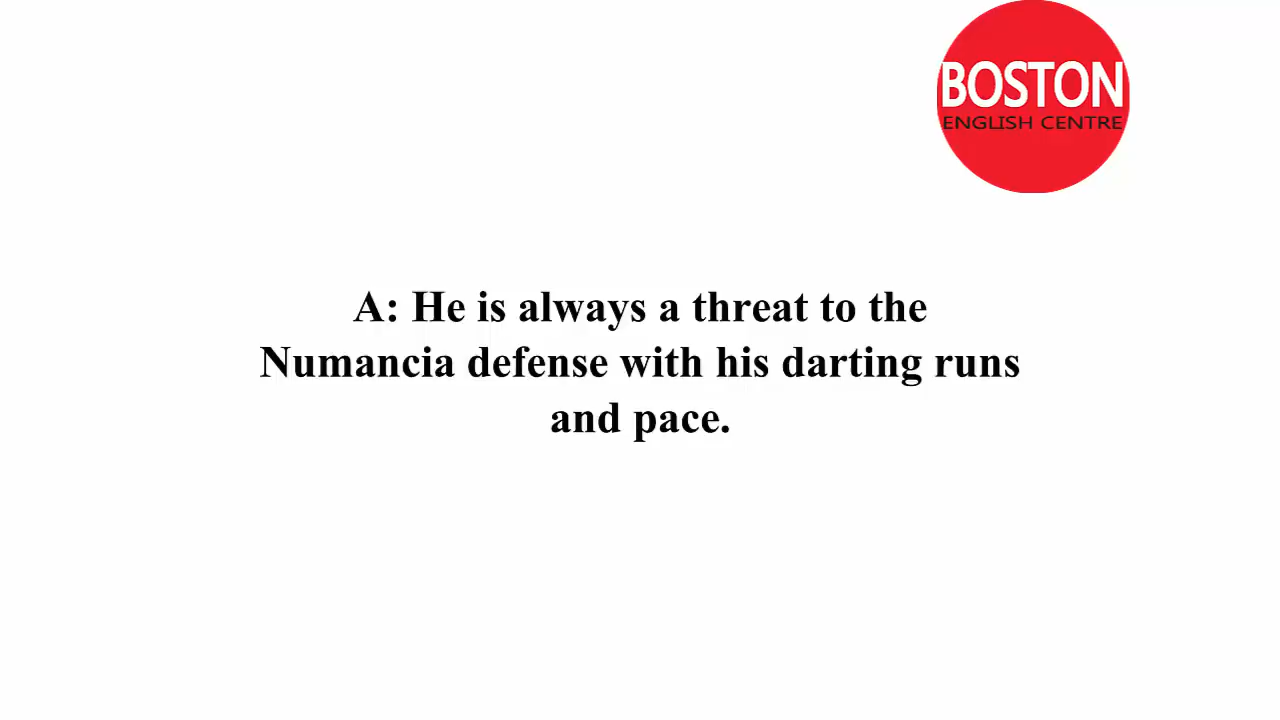 BOSTON
ENGLISH CENTRE
A: He is always a threat to the
Numancia defense with his darting runs
and pace.